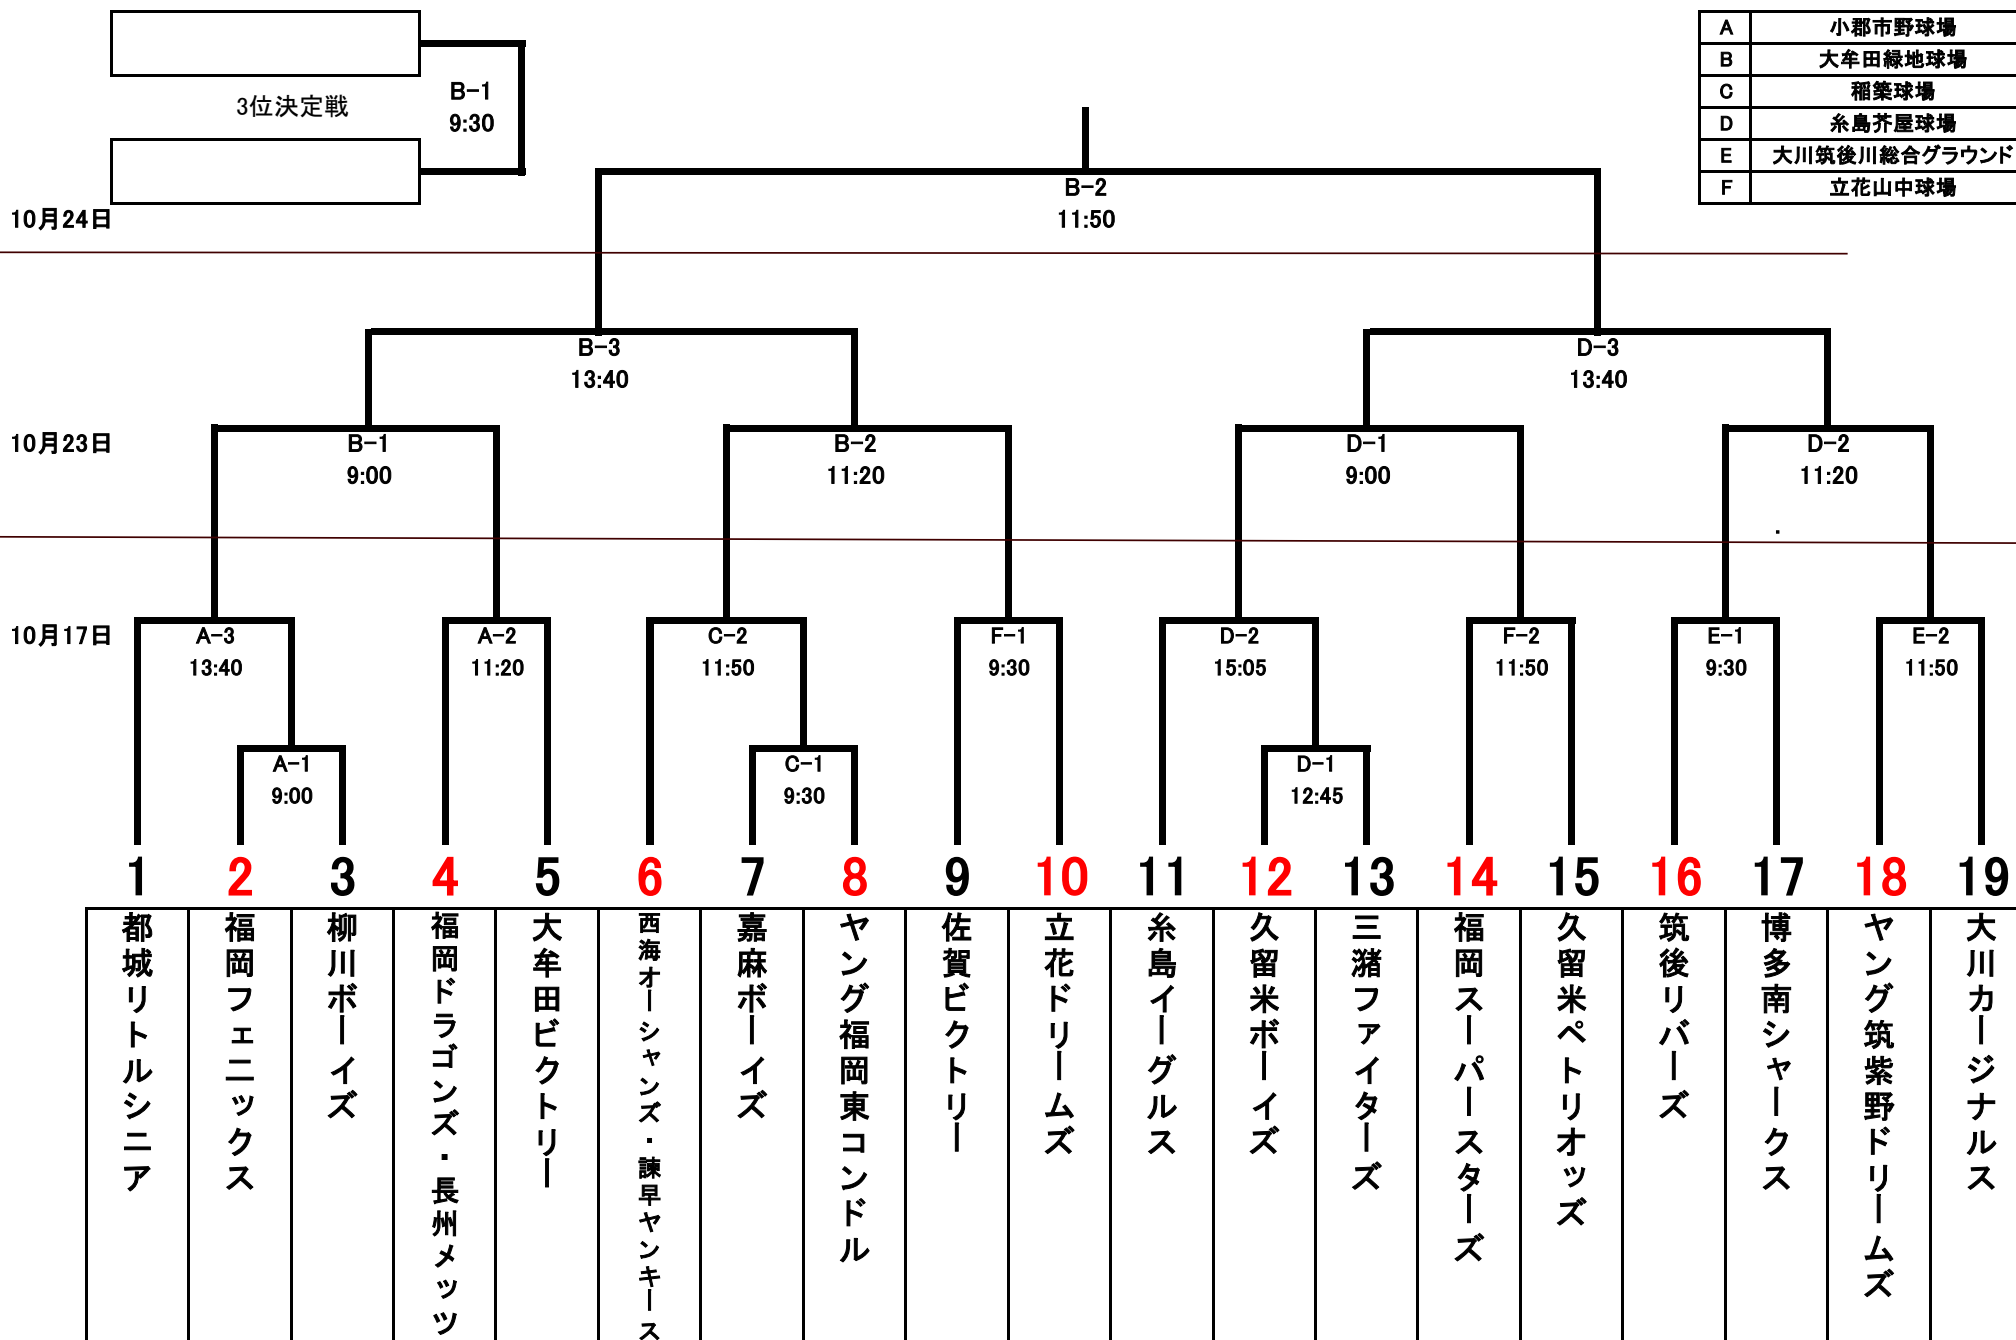 A 小郡市野球場
B 大牟田緑地球場
C 稲築球場
D 糸島芥屋球場
E 大川筑後川総合グラウンド
F 立花山中球場
3位決定戦
B-1
9:30
10月24日
B-2
11:50
10月23日
B-3
13:40
D-3
13:40
B-1
9:00
B-2
11:20
D-1
9:00
D-2
11:20
10月17日
A-3
13:40
A-2
11:20
C-2
11:50
F-1
9:30
D-2
15:05
F-2
11:50
E-1
9:30
E-2
11:50
A-1
9:00
C-1
9:30
D-1
12:45
1 都城リトルシニア
2 福岡フェニックス
3 柳川ボーイズ
4 福岡ドラゴンズ・長州メッツ
5 大牟田ビクトリー
6 西海オーシャンズ・諫早ヤンキース
7 嘉麻ボーイズ
8 ヤング福岡東コンドル
9 佐賀ビクトリー
10 立花ドリームズ
11 糸島イーグルス
12 久留米ボーイズ
13 三潴ファイターズ
14 福岡スーパースターズ
15 久留米ペトリオッズ
16 筑後リバーズ
17 博多南シャークス
18 ヤング筑紫野ドリームズ
19 大川カージナルス